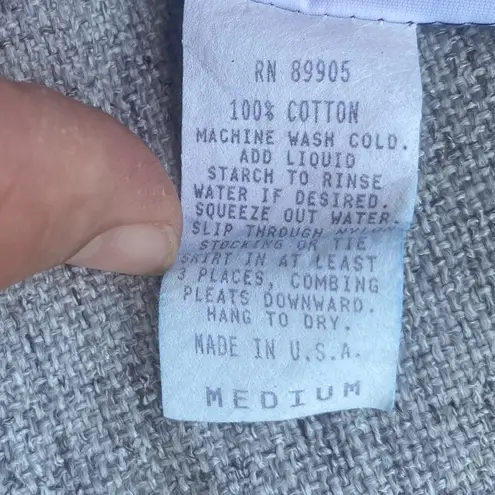 RN 89905
100% COTTON
MACHINE WASH COLD.
ADD LIQUID
STARCH TO RINSE
WATER IF DESIRED.
SQUEEZE OUT WATER.
SLIP THROUGH NYLON
STOCKING OR TIE
SKIRT IN AT LEAST
3 PLACES, COMBING
PLEATS DOWNWARD.
HANG TO DRY.
MADE IN U.S.A.
MEDIUM